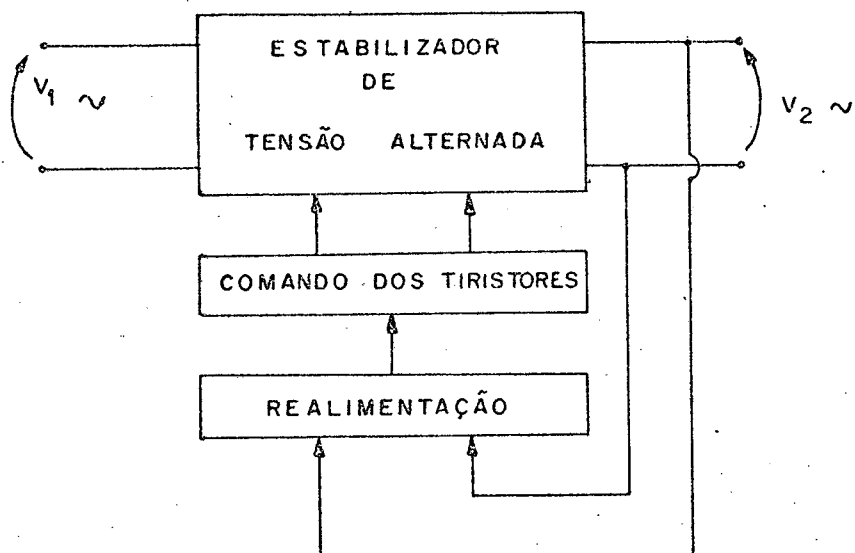 ESTABILIZADOR
DE
TENSÃO ALTERNADA
V₁ ~
V₂ ~
COMANDO DOS TIRISTORES
REALIMENTAÇÃO